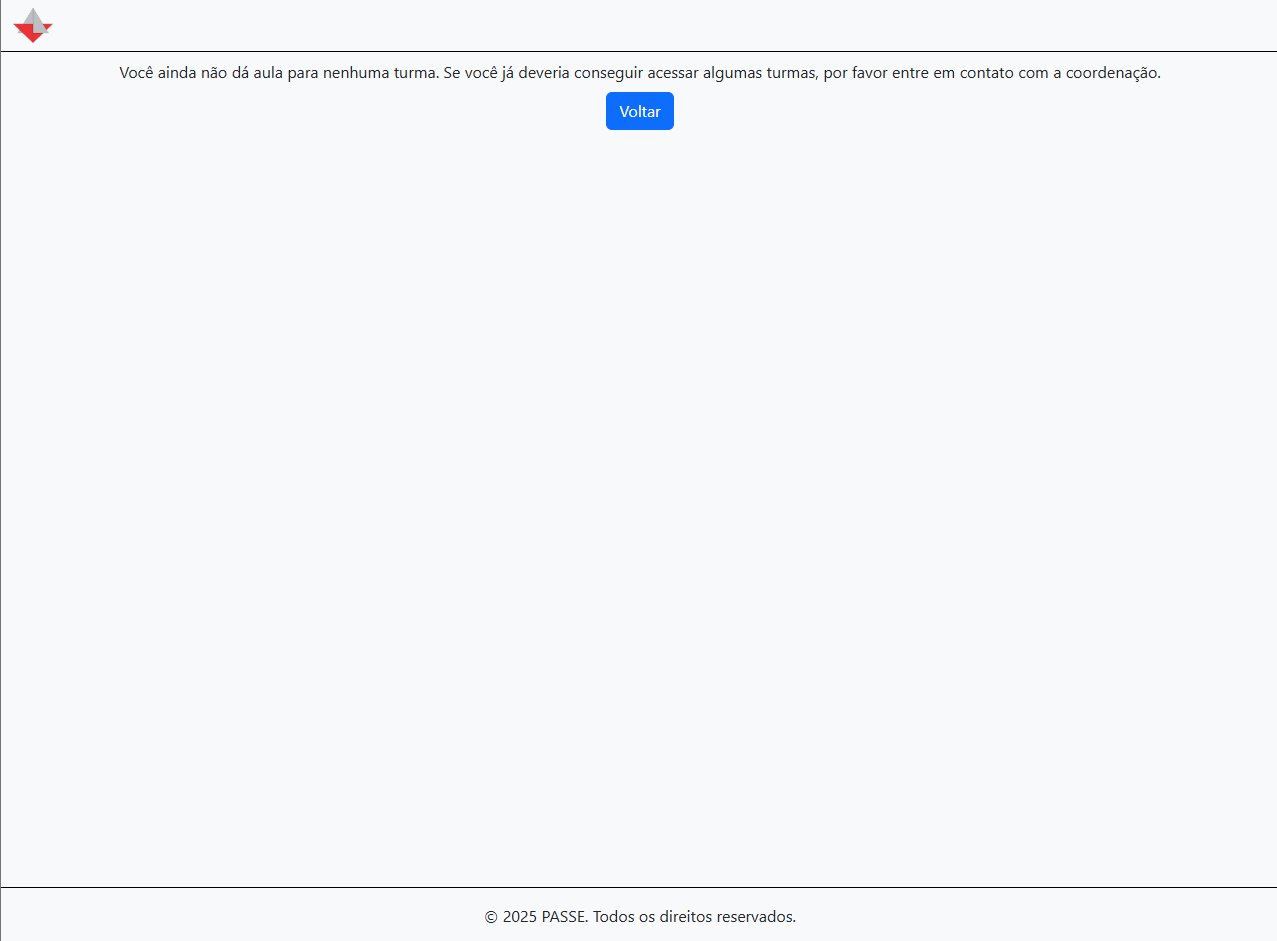 Você ainda não dá aula para nenhuma turma. Se você já deveria conseguir acessar algumas turmas, por favor entre em contato com a coordenação.
Voltar
© 2025 PASSE. Todos os direitos reservados.